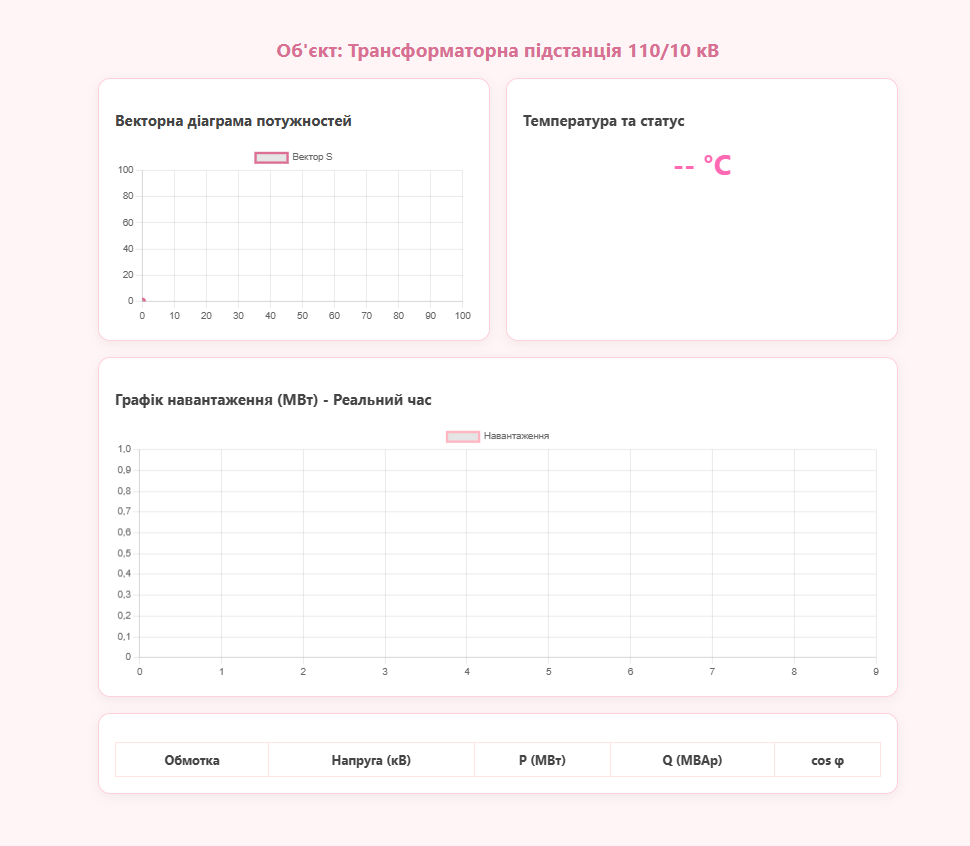 Об'єкт: Трансформаторна підстанція 110/10 кВ
Векторна діаграма потужностей
Вектор S
100
80
60
40
20
0
0 10 20 30 40 50 60 70 80 90 100
Температура та статус
-- °C
Графік навантаження (МВт) - Реальний час
Навантаження
1,0
0,9
0,8
0,7
0,6
0,5
0,4
0,3
0,2
0,1
0
0 1 2 3 4 5 6 7 8 9
Обмотка Напруга (кВ) P (МВт) Q (МВАр) cos φ